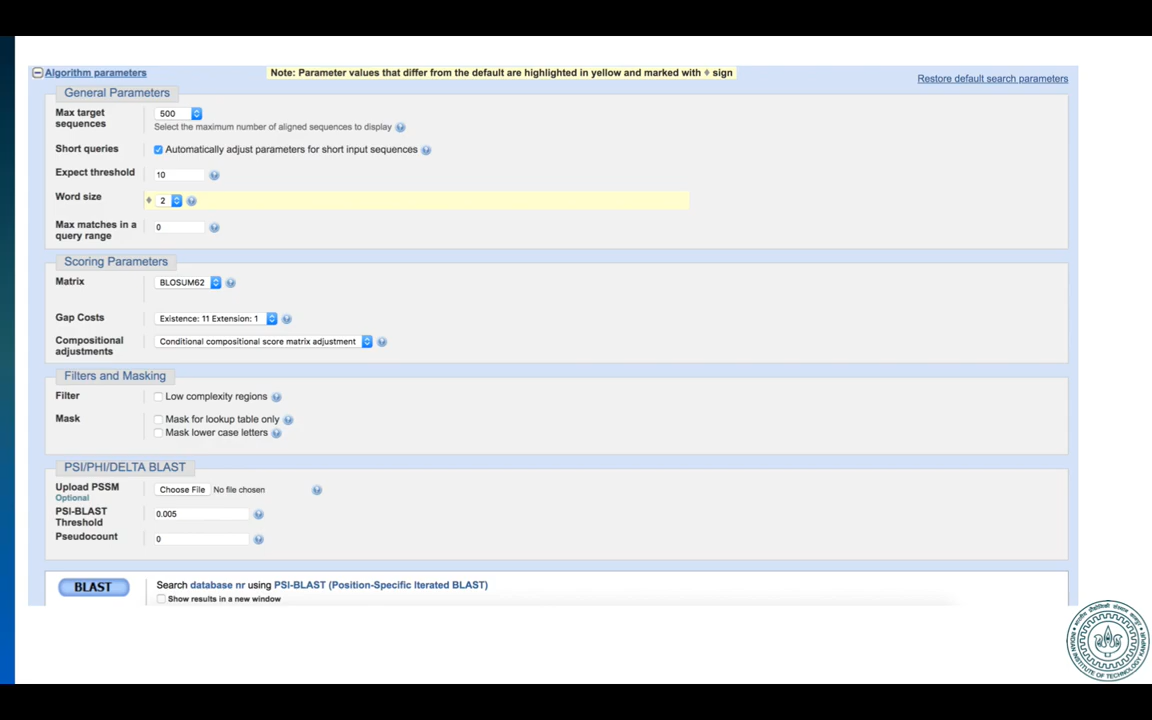 Algorithm parameters
Note: Parameter values that differ from the default are highlighted in yellow and marked with ♦ sign
Restore default search parameters
General Parameters
Max target sequences
500
Select the maximum number of aligned sequences to display
Short queries
Automatically adjust parameters for short input sequences
Expect threshold
10
Word size
2
Max matches in a query range
0
Scoring Parameters
Matrix
BLOSUM62
Gap Costs
Existence: 11 Extension: 1
Compositional adjustments
Conditional compositional score matrix adjustment
Filters and Masking
Filter
Low complexity regions
Mask
Mask for lookup table only
Mask lower case letters
PSI/PHI/DELTA BLAST
Upload PSSM
Optional
Choose File No file chosen
PSI-BLAST Threshold
0.005
Pseudocount
0
BLAST
Search database nr using PSI-BLAST (Position-Specific Iterated BLAST)
Show results in a new window
INDIAN INSTITUTE OF TECHNOLOGY KANPUR